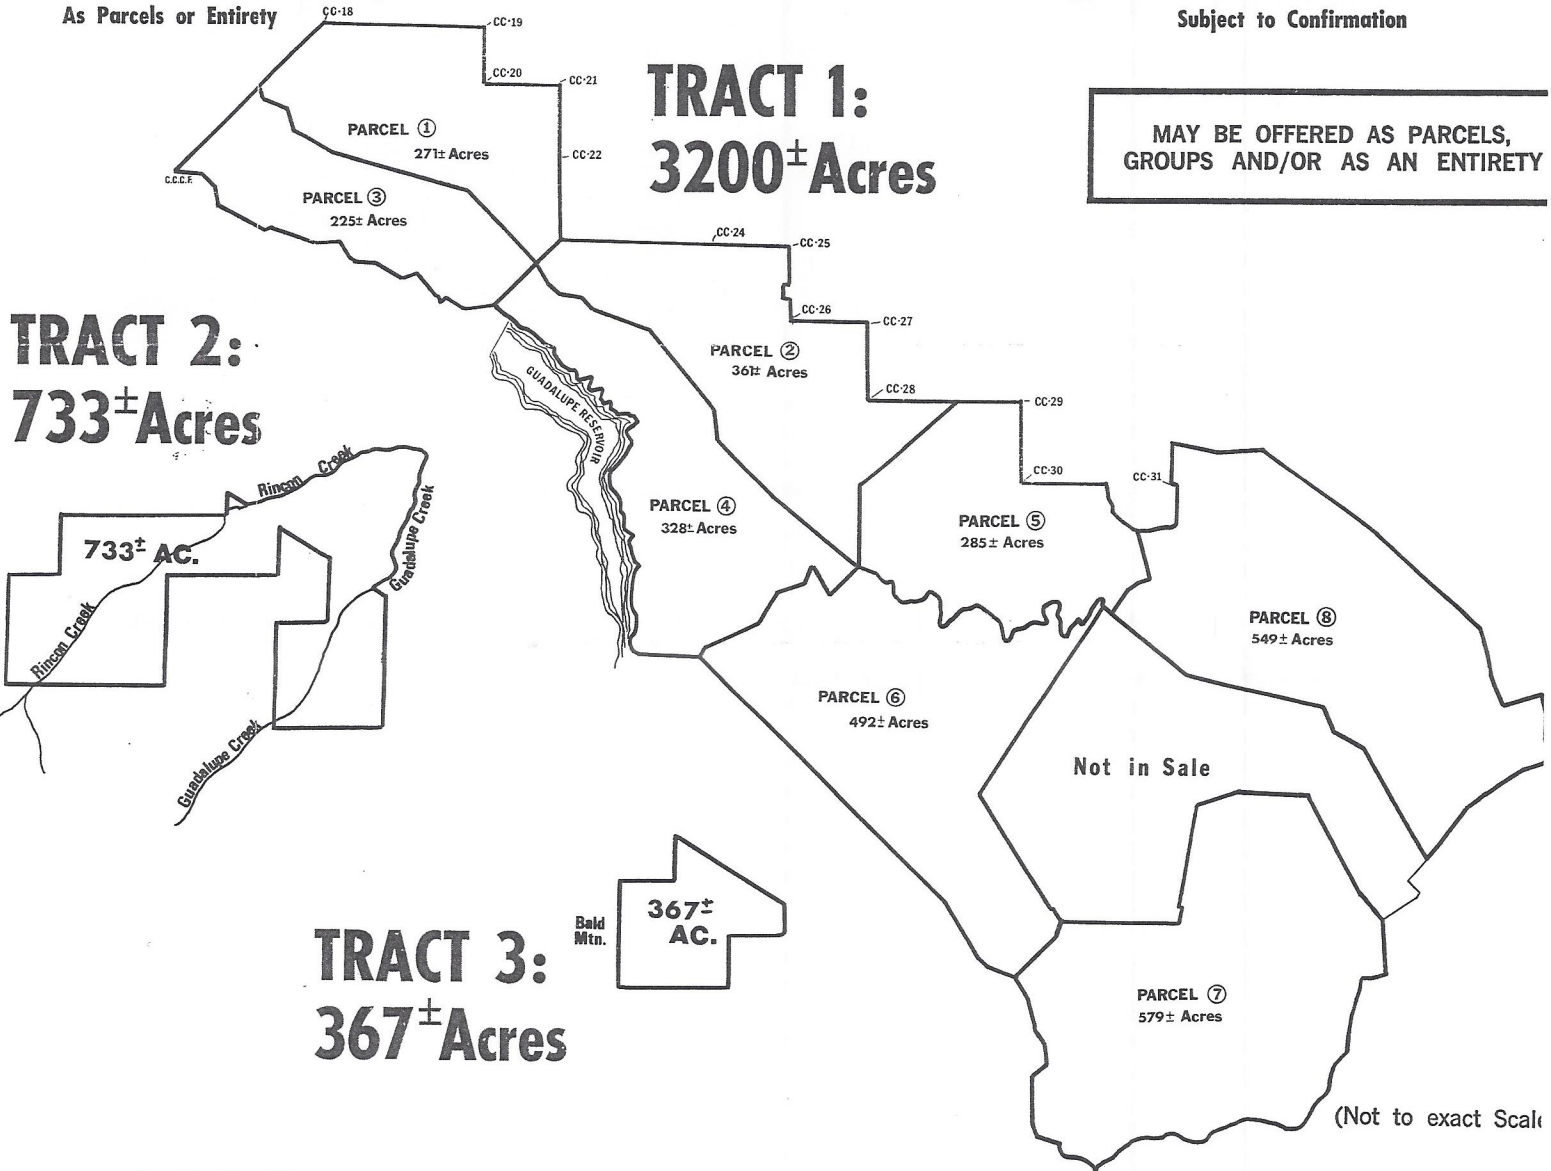 As Parcels or Entirety
Subject to Confirmation
CC-18
CC-19
CC-20
CC-21
CC-22
TRACT 1:
3200±Acres
MAY BE OFFERED AS PARCELS,
GROUPS AND/OR AS AN ENTIRETY
PARCEL ①
271± Acres
C.C.C.F.
PARCEL ③
225± Acres
CC-24
CC-25
CC-26
CC-27
CC-28
CC-29
CC-30
CC-31
TRACT 2:
733±Acres
GUADALUPE RESERVOIR
PARCEL ②
361± Acres
Rincon Creek
Guadalupe Creek
733± AC.
Rincon Creek
Guadalupe Creek
PARCEL ④
328± Acres
PARCEL ⑤
285± Acres
PARCEL ⑧
549± Acres
PARCEL ⑥
492± Acres
Not in Sale
Bald
Mtn.
367±
AC.
TRACT 3:
367±Acres
PARCEL ⑦
579± Acres
(Not to exact Scale